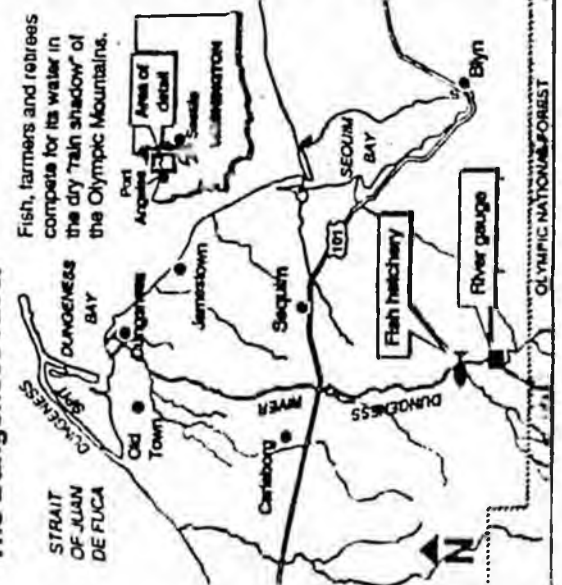 The Dungeness
Fish, farmers and retirees
compete for its water in
the dry "rain shadow" of
the Olympic Mountains.
STRAIT
OF JUAN
DE FUCA
DUNGENESS
Spit
DUNGENESS
BAY
Port
Angeles
Area of
detail
Seattle
WASHINGTON
Old
Town
Dungeness
Jamestown
Sequim
SEQUIM
BAY
Blyn
101
Carlsborg
DUNGENESS
RIVER
Fish hatchery
River gauge
OLYMPIC NATIONAL FOREST
N